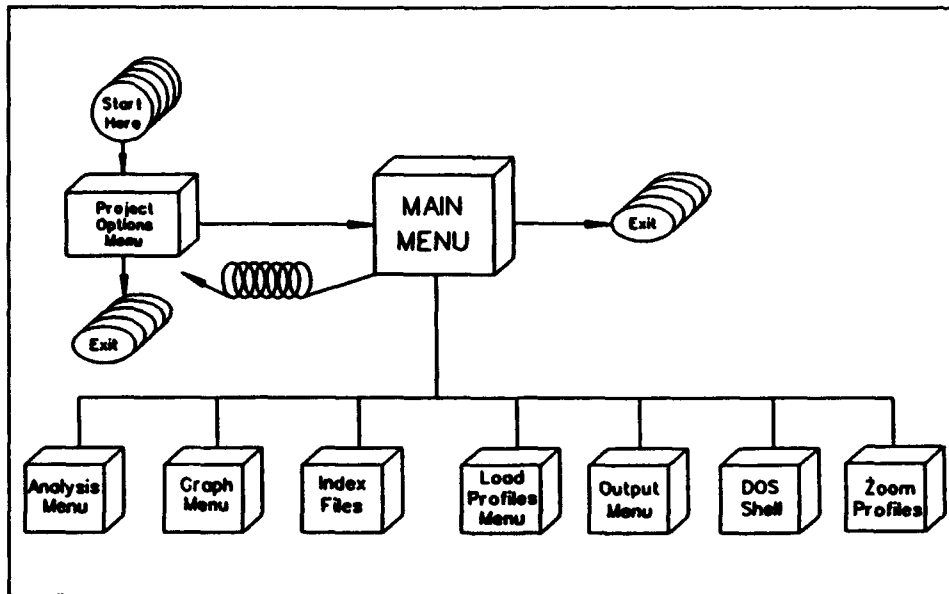 Start
Here
Project
Options
Menu
MAIN
MENU
Exit
Exit
Analysis
Menu
Graph
Menu
Index
Files
Load
Profiles
Menu
Output
Menu
DOS
Shell
Zoom
Profiles